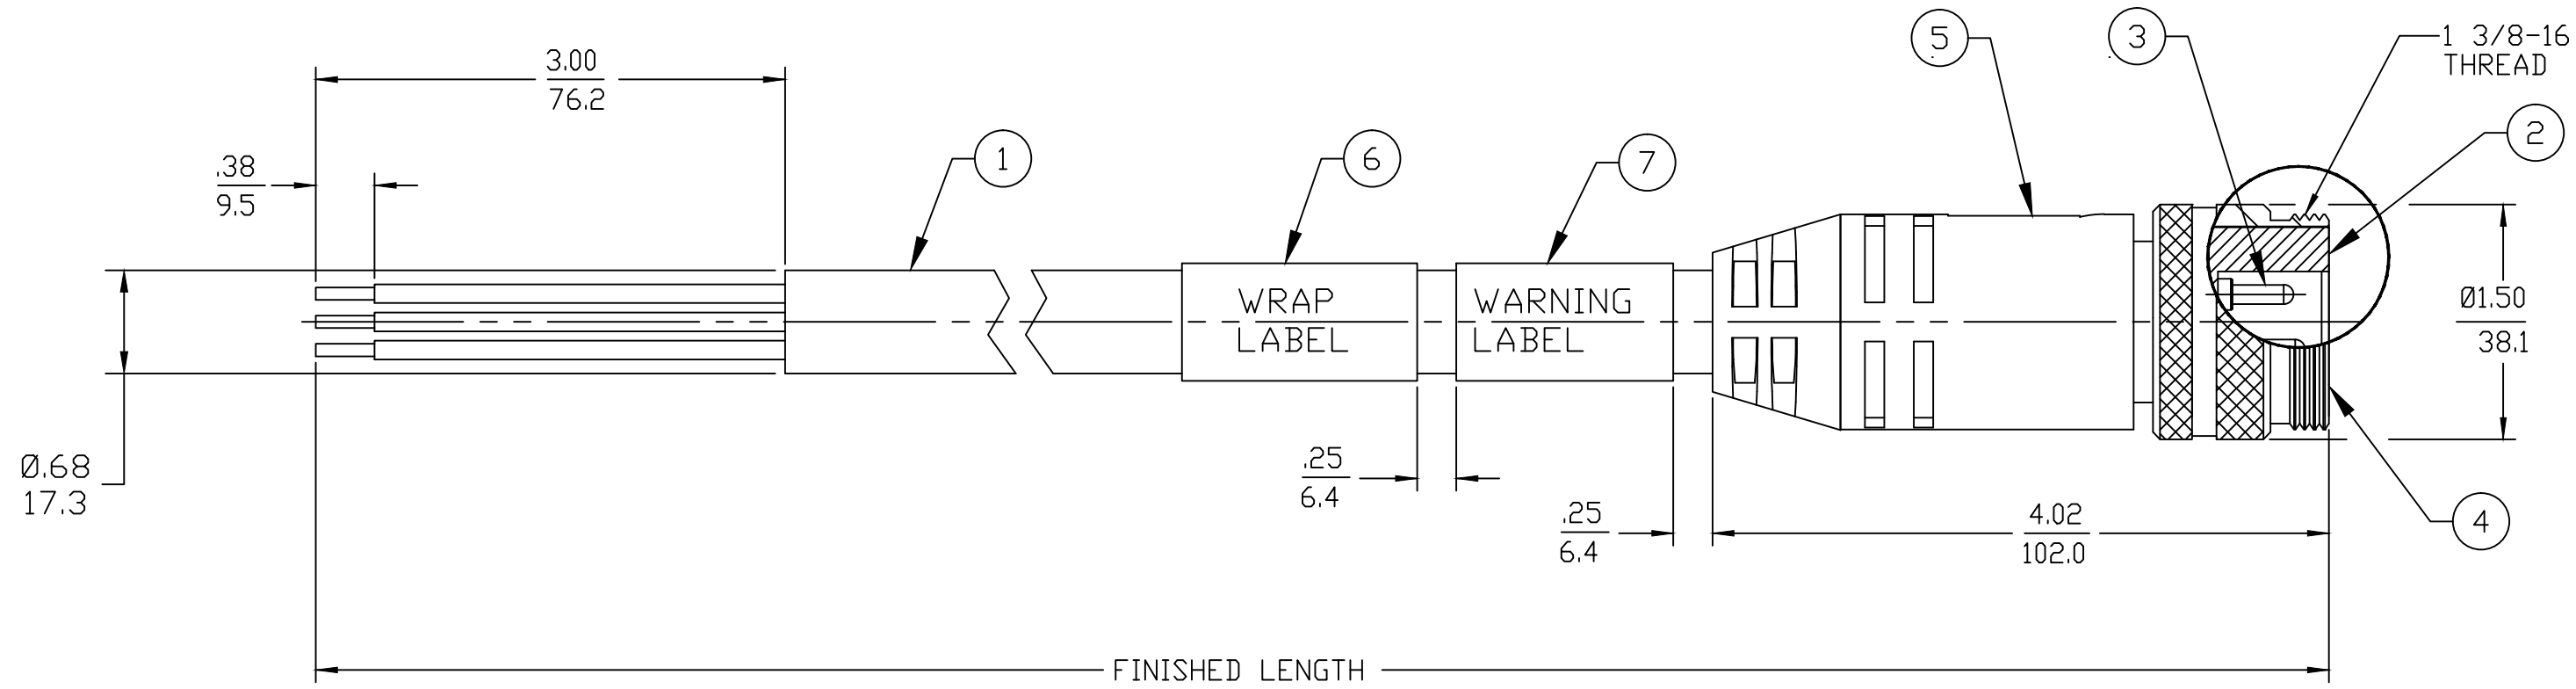 3.00
76.2
.38
9.5
1
6
7
5
3
1 3/8-16
THREAD
2
WRAP
LABEL
WARNING
LABEL
Ø1.50
38.1
Ø.68
17.3
.25
6.4
.25
6.4
4.02
102.0
4
FINISHED LENGTH